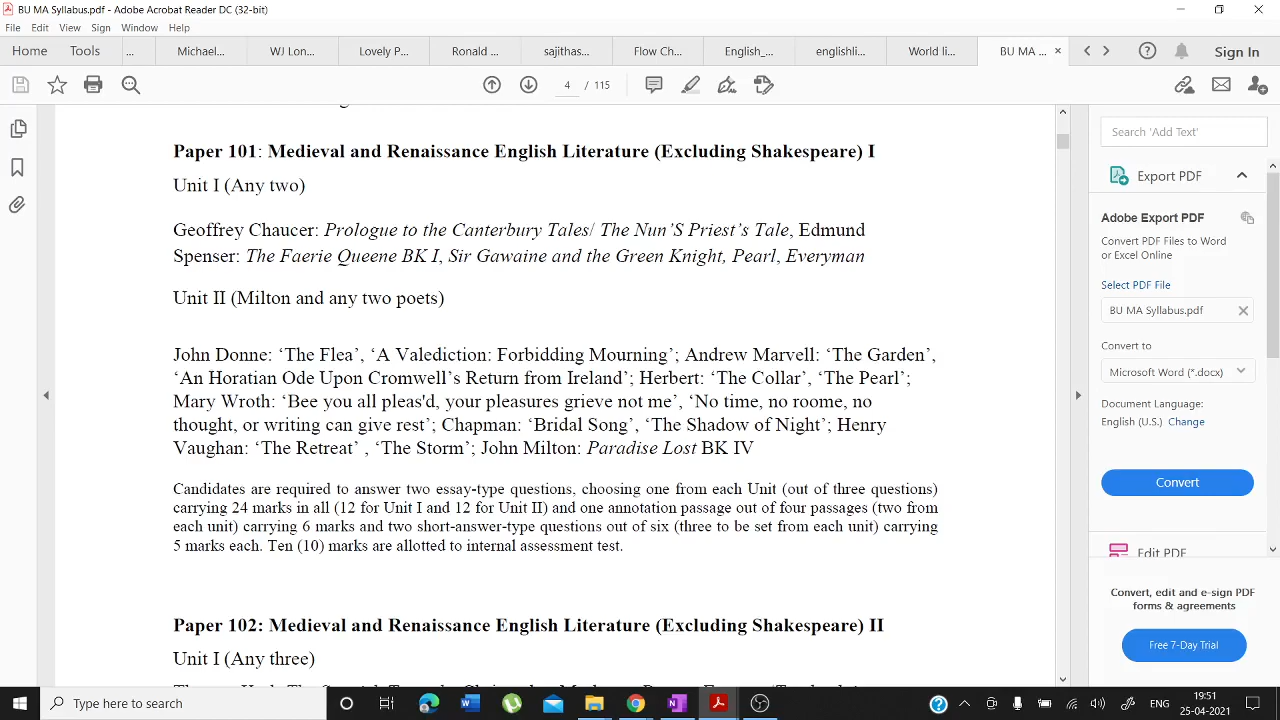 BU MA Syllabus.pdf - Adobe Acrobat Reader DC (32-bit)
File Edit View Sign Window Help
Home Tools ... Michael... WJ Lon... Lovely P... Ronald ... sajithas... Flow Ch... English_... englishli... World li... BU MA ... × Sign In
4 / 115
Paper 101: Medieval and Renaissance English Literature (Excluding Shakespeare) I
Unit I (Any two)
Geoffrey Chaucer: Prologue to the Canterbury Tales/ The Nun'S Priest's Tale, Edmund
Spenser: The Faerie Queene BK I, Sir Gawaine and the Green Knight, Pearl, Everyman
Unit II (Milton and any two poets)
John Donne: ‘The Flea’, ‘A Valediction: Forbidding Mourning’; Andrew Marvell: ‘The Garden’,
‘An Horatian Ode Upon Cromwell’s Return from Ireland’; Herbert: ‘The Collar’, ‘The Pearl’;
Mary Wroth: ‘Bee you all pleas'd, your pleasures grieve not me’, ‘No time, no roome, no
thought, or writing can give rest’; Chapman: ‘Bridal Song’, ‘The Shadow of Night’; Henry
Vaughan: ‘The Retreat’ , ‘The Storm’; John Milton: Paradise Lost BK IV
Candidates are required to answer two essay-type questions, choosing one from each Unit (out of three questions)
carrying 24 marks in all (12 for Unit I and 12 for Unit II) and one annotation passage out of four passages (two from
each unit) carrying 6 marks and two short-answer-type questions out of six (three to be set from each unit) carrying
5 marks each. Ten (10) marks are allotted to internal assessment test.
Paper 102: Medieval and Renaissance English Literature (Excluding Shakespeare) II
Unit I (Any three)
Search 'Add Text'
Export PDF
Adobe Export PDF
Convert PDF Files to Word
or Excel Online
Select PDF File
BU MA Syllabus.pdf
Convert to
Microsoft Word (*.docx)
Document Language:
English (U.S.) Change
Convert
Edit PDF
Convert, edit and e-sign PDF
forms & agreements
Free 7-Day Trial
Type here to search
ENG
19:51
25-04-2021